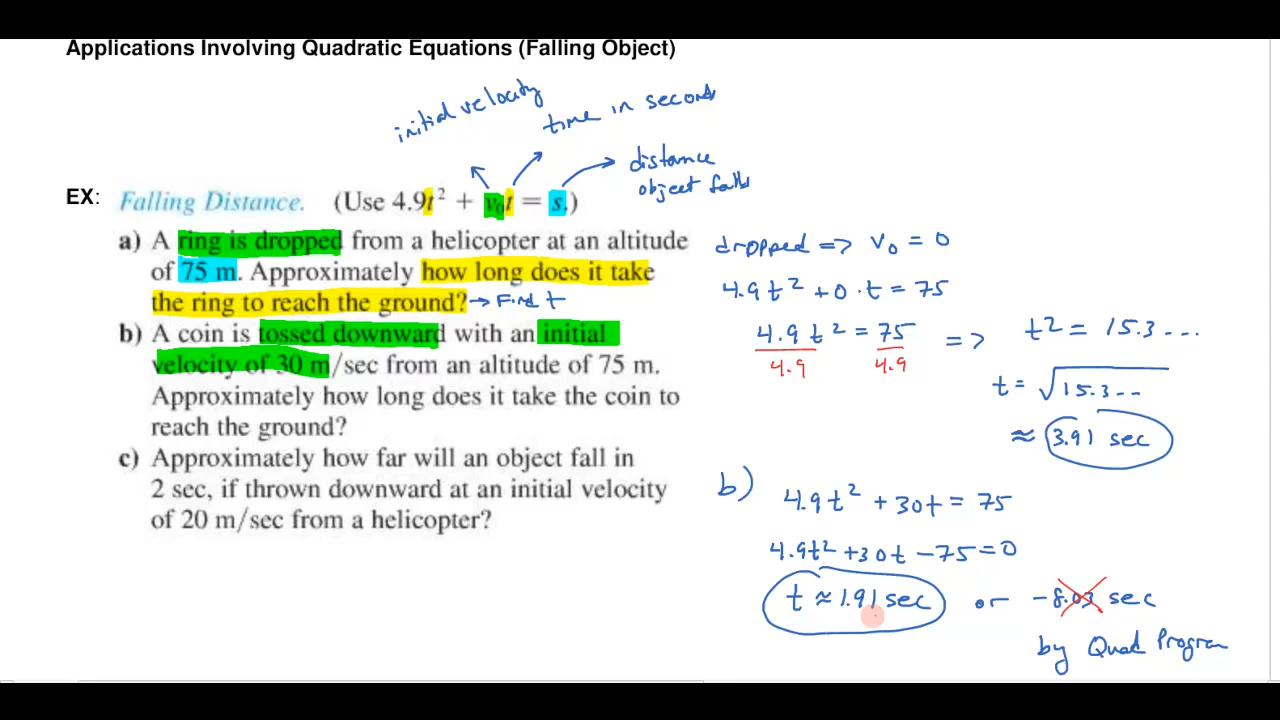 Applications Involving Quadratic Equations (Falling Object)
initial velocity
time in seconds
distance
object falls
EX: Falling Distance. (Use 4.9t² + v₀t = s.)
a) A ring is dropped from a helicopter at an altitude
of 75 m. Approximately how long does it take
the ring to reach the ground? → Find t
b) A coin is tossed downward with an initial
velocity of 30 m/sec from an altitude of 75 m.
Approximately how long does it take the coin to
reach the ground?
c) Approximately how far will an object fall in
2 sec, if thrown downward at an initial velocity
of 20 m/sec from a helicopter?
dropped => v₀ = 0
4.9t² + 0 · t = 75
4.9t² = 75 => t² = 15.3...
4.9 4.9
t = √15.3...
≈ 3.91 sec
b) 4.9t² + 30t = 75
4.9t² + 30t - 75 = 0
t ≈ 1.91 sec or -8.03 sec
by Quad Program